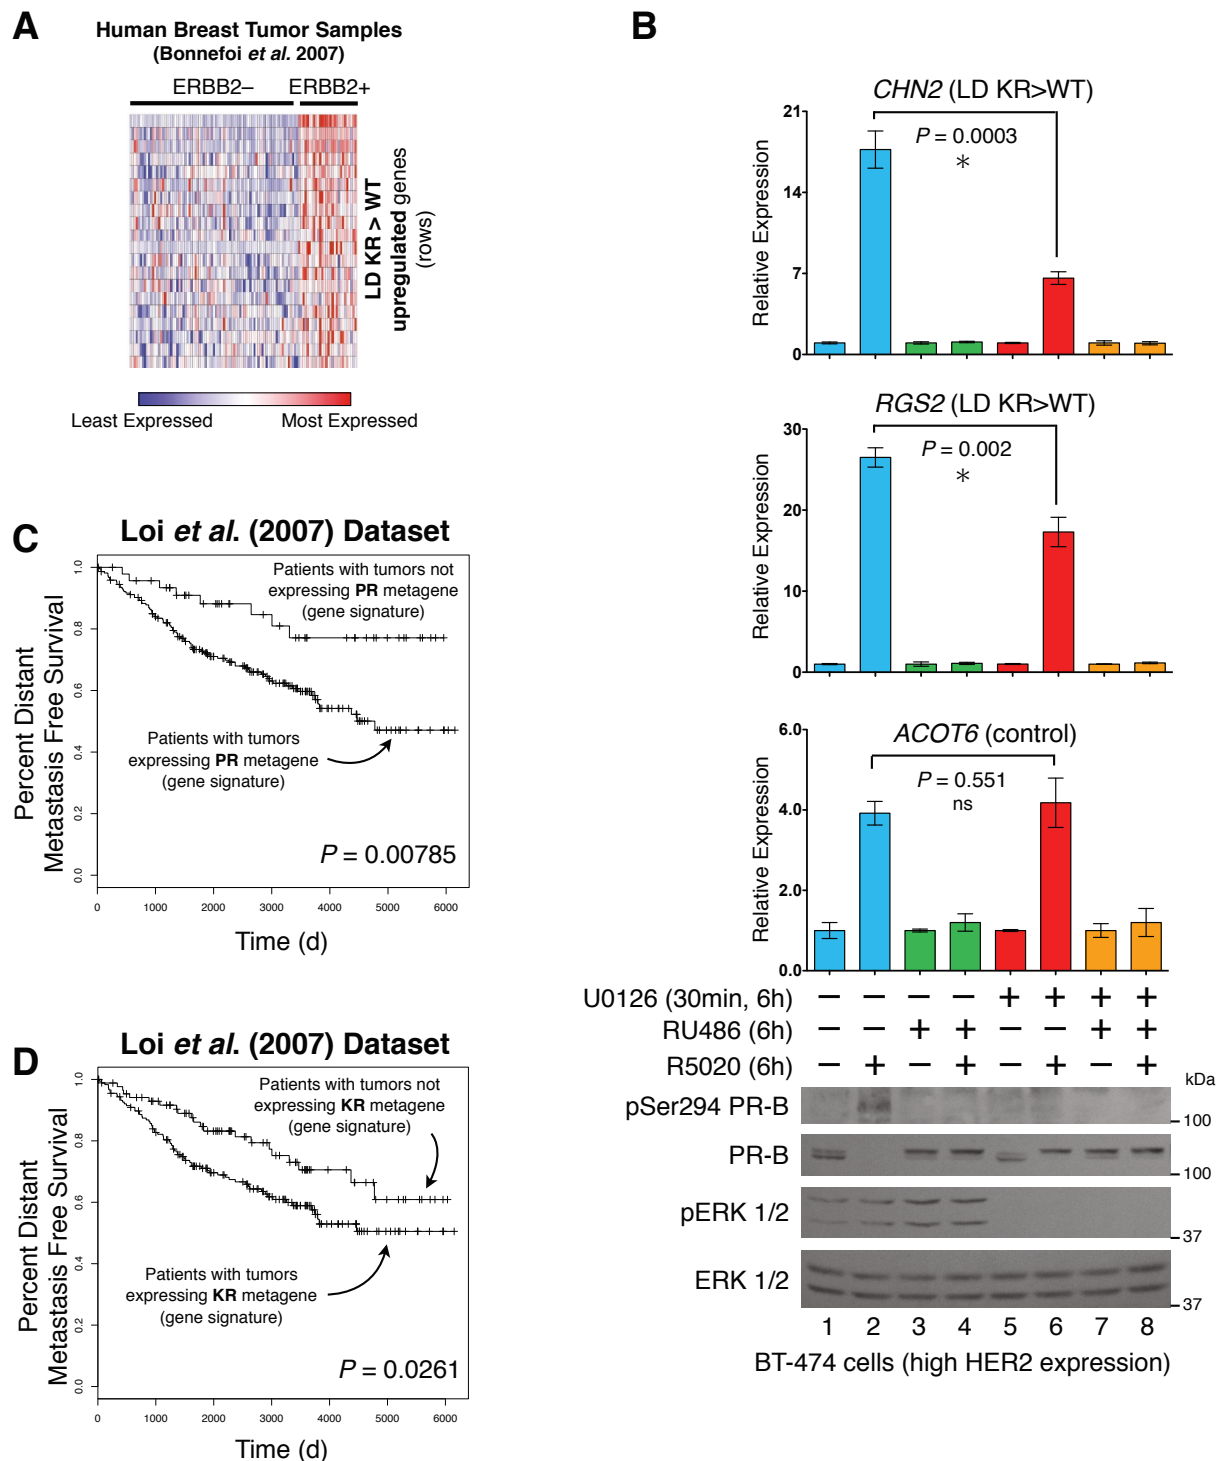 A
Human Breast Tumor Samples
(Bonnefoi et al. 2007)
ERBB2– ERBB2+
LD KR > WT
upregulated genes
(rows)
Least Expressed Most Expressed
B
CHN2 (LD KR>WT)
Relative Expression
21
14
7
0
P = 0.0003
*
RGS2 (LD KR>WT)
Relative Expression
30
20
10
0
P = 0.002
*
ACOT6 (control)
Relative Expression
6.0
4.0
2.0
0.0
P = 0.551
ns
U0126 (30min, 6h) − − − − + + + +
RU486 (6h) − − + + − − + +
R5020 (6h) − + − + − + − +
kDa
pSer294 PR-B
100
PR-B
100
pERK 1/2
37
ERK 1/2
37
1 2 3 4 5 6 7 8
BT-474 cells (high HER2 expression)
C
Loi et al. (2007) Dataset
Percent Distant
Metastasis Free Survival
1.0
0.8
0.6
0.4
0.2
0.0
Patients with tumors not
expressing PR metagene
(gene signature)
Patients with tumors
expressing PR metagene
(gene signature)
P = 0.00785
0 1000 2000 3000 4000 5000 6000
Time (d)
D
Loi et al. (2007) Dataset
Percent Distant
Metastasis Free Survival
1.0
0.8
0.6
0.4
0.2
0.0
Patients with tumors not
expressing KR metagene
(gene signature)
Patients with tumors
expressing KR metagene
(gene signature)
P = 0.0261
0 1000 2000 3000 4000 5000 6000
Time (d)